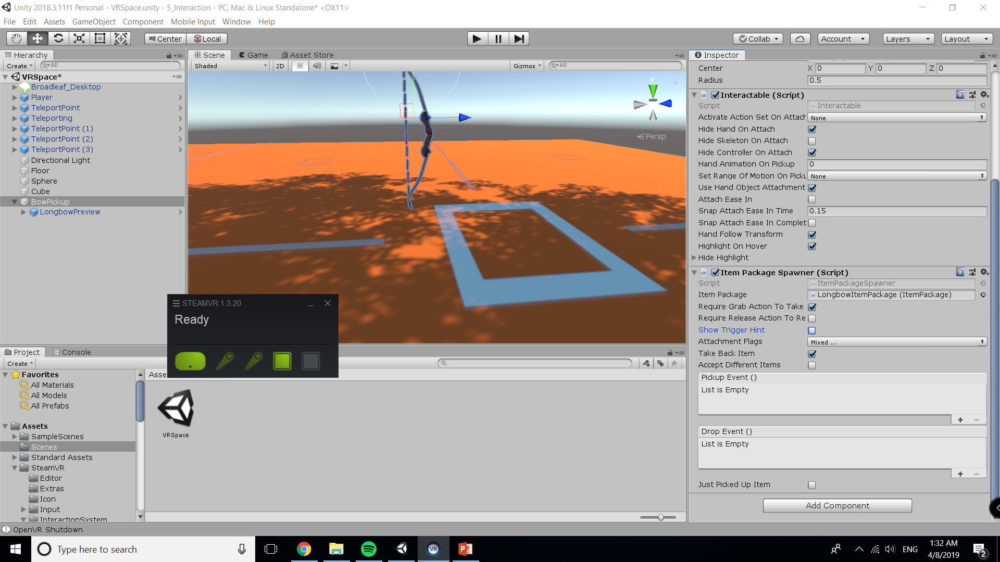 Unity 2018.3.11f1 Personal - VRSpace.unity - 5_Interaction - PC, Mac & Linux Standalone* <DX11>
File Edit Assets GameObject Component Mobile Input Window Help
Center Local Collab Account Layers Layout
Hierarchy
Create All
VRSpace*
Broadleaf_Desktop
Player
TeleportPoint
Teleporting
TeleportPoint (1)
TeleportPoint (2)
TeleportPoint (3)
Directional Light
Floor
Sphere
Cube
BowPickup
LongbowPreview
Scene Game Asset Store
Shaded 2D Gizmos All
y
Persp
STEAMVR 1.3.20
Ready
Inspector
Center X 0 Y 0 Z 0
Radius 0.5
Interactable (Script)
Script Interactable
Activate Action Set On Attach None
Hide Hand On Attach
Hide Skeleton On Attach
Hide Controller On Attach
Hand Animation On Pickup 0
Set Range Of Motion On Picku None
Use Hand Object Attachment
Attach Ease In
Snap Attach Ease In Time 0.15
Snap Attach Ease In Complet
Hand Follow Transform
Highlight On Hover
Hide Highlight
Item Package Spawner (Script)
Script ItemPackageSpawner
Item Package LongbowItemPackage (ItemPackage)
Require Grab Action To Take
Require Release Action To Re
Show Trigger Hint
Attachment Flags Mixed ...
Take Back Item
Accept Different Items
Pickup Event ()
List is Empty
+ −
Drop Event ()
List is Empty
+ −
Just Picked Up Item
Add Component
Project Console
Create
Favorites
All Materials
All Models
All Prefabs
Assets
SampleScenes
Scenes
Standard Assets
SteamVR
Editor
Extras
Icon
Input
InteractionSystem
Asse
VRSpace
OpenVR Shutdown
Type here to search
VR
ENG
1:32 AM
4/8/2019
2